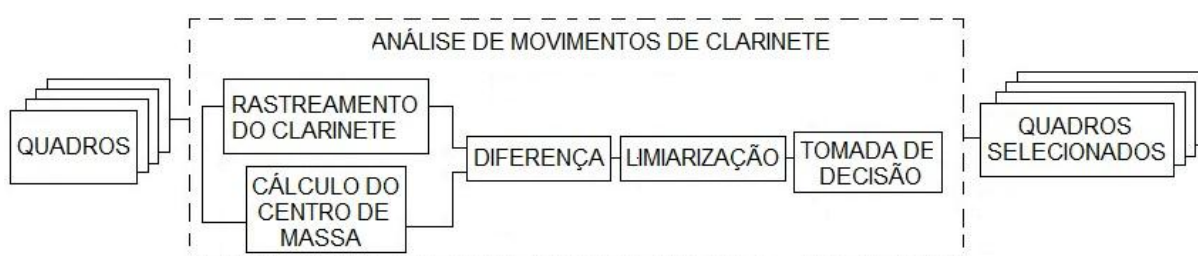 ANÁLISE DE MOVIMENTOS DE CLARINETE
QUADROS
RASTREAMENTO
DO CLARINETE
CÁLCULO DO
CENTRO DE
MASSA
DIFERENÇA
LIMIARIZAÇÃO
TOMADA DE
DECISÃO
QUADROS
SELECIONADOS